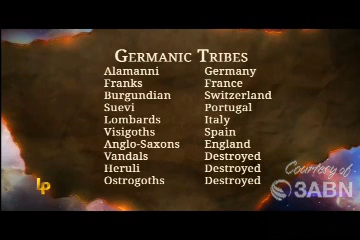 Germanic Tribes
Alamanni Germany
Franks France
Burgundian Switzerland
Suevi Portugal
Lombards Italy
Visigoths Spain
Anglo-Saxons England
Vandals Destroyed
Heruli Destroyed
Ostrogoths Destroyed
Courtesy of
3ABN
LP